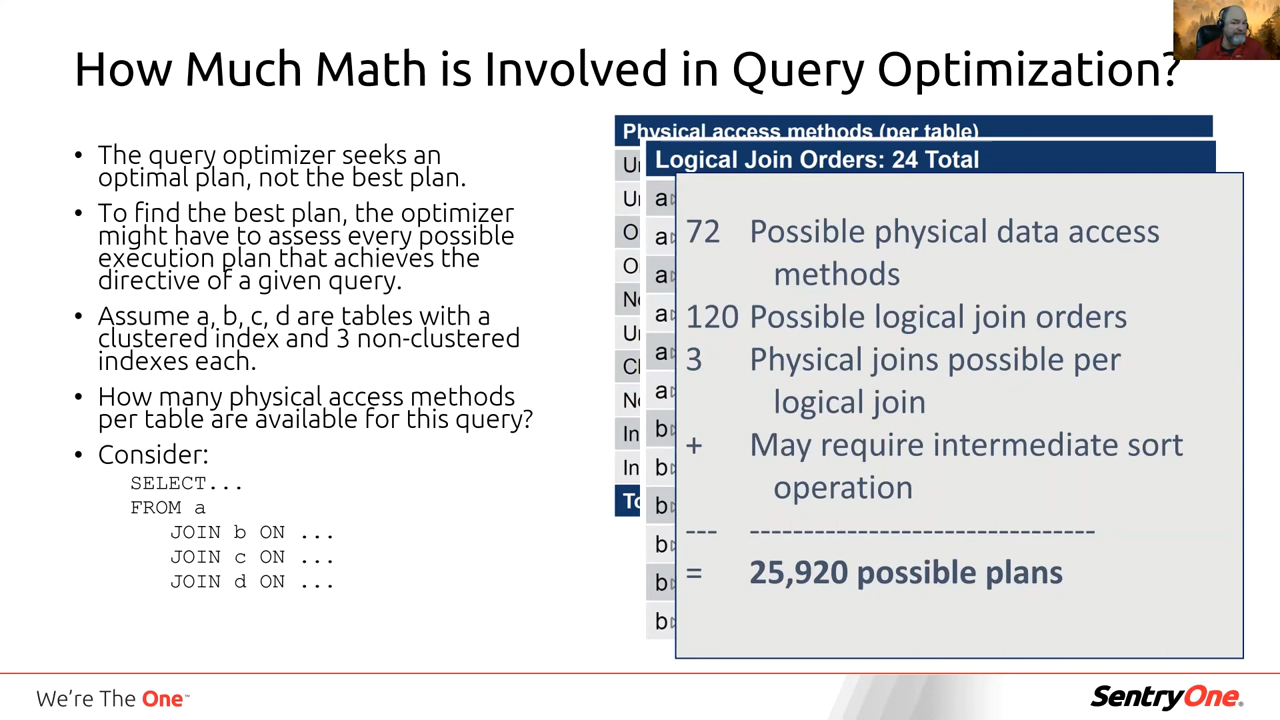 How Much Math is Involved in Query Optimization?
• The query optimizer seeks an
optimal plan, not the best plan.
• To find the best plan, the optimizer
might have to assess every possible
execution plan that achieves the
directive of a given query.
• Assume a, b, c, d are tables with a
clustered index and 3 non-clustered
indexes each.
• How many physical access methods
per table are available for this query?
• Consider:
SELECT...
FROM a
JOIN b ON ...
JOIN c ON ...
JOIN d ON ...
Physical access methods (per table)
Logical Join Orders: 24 Total
a
a
a
a
a
a
b
b
b
b
b
b
72 Possible physical data access
methods
120 Possible logical join orders
3 Physical joins possible per
logical join
+ May require intermediate sort
operation
--- --------------------------------
= 25,920 possible plans
We're The One™
SentryOne®